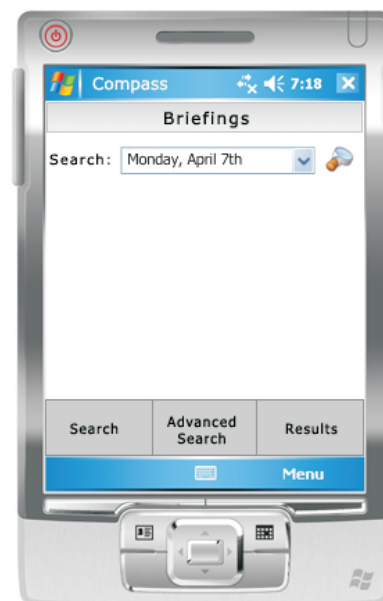 Compass 7:18
Briefings
Search: Monday, April 7th
Search Advanced Search Results
Menu